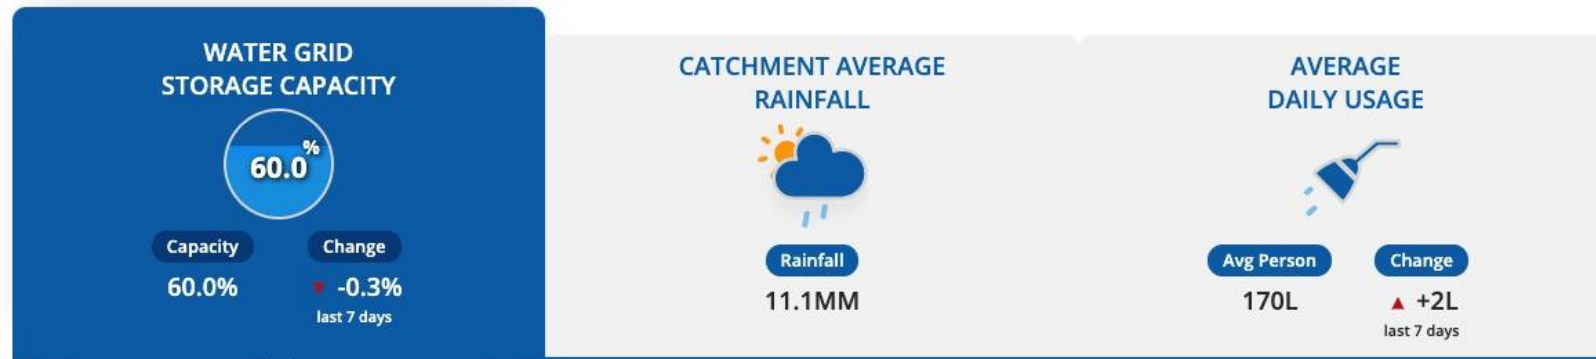 WATER GRID
STORAGE CAPACITY
60.0%
Capacity Change
60.0% ▼ -0.3%
last 7 days
CATCHMENT AVERAGE
RAINFALL
Rainfall
11.1MM
AVERAGE
DAILY USAGE
Avg Person Change
170L ▲ +2L
last 7 days